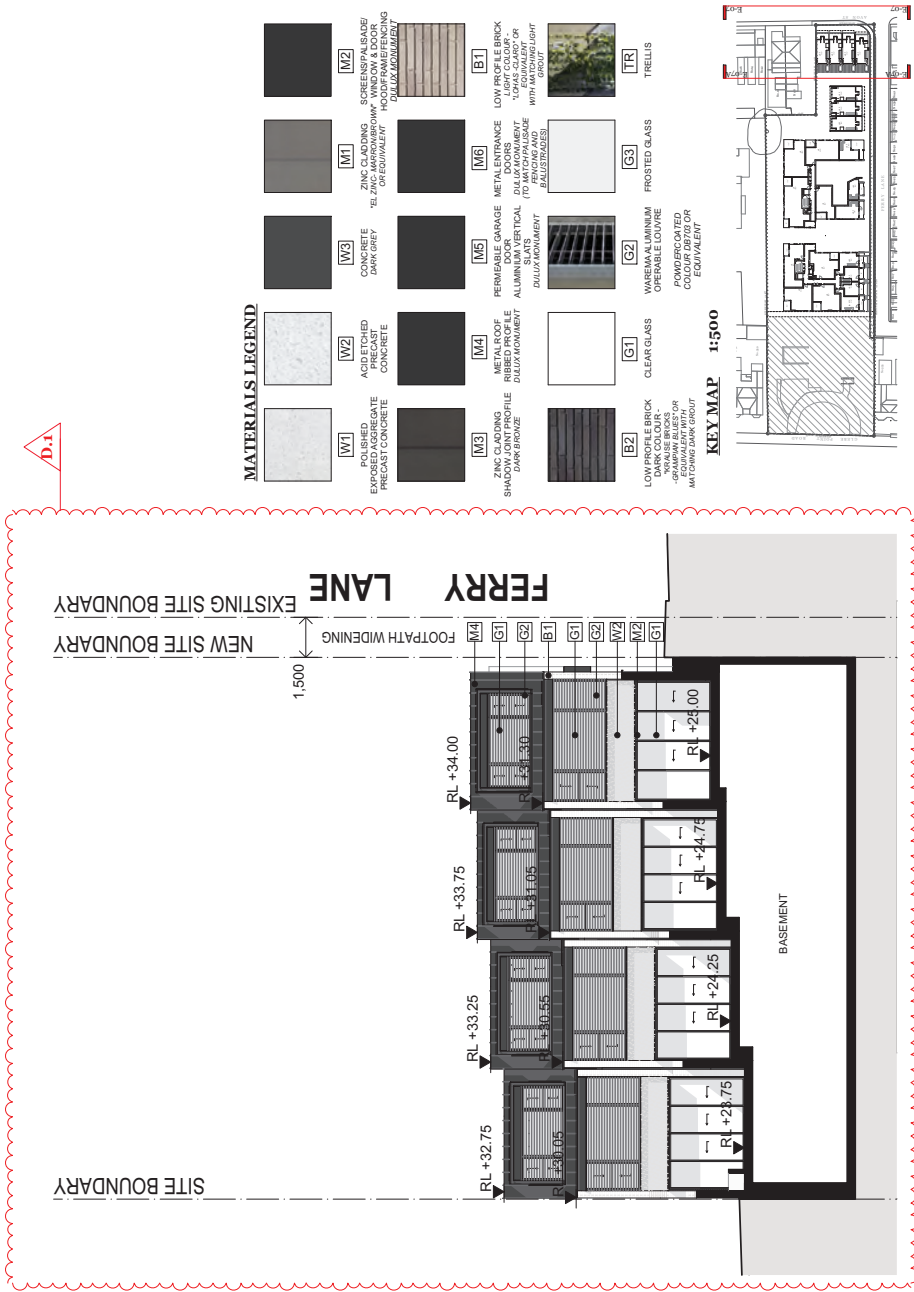 D.1
SITE BOUNDARY
NEW SITE BOUNDARY
EXISTING SITE BOUNDARY
FERRY LANE
FOOTPATH WIDENING
1,500
RL +32.75
RL +33.25
RL +33.75
RL +34.00
RL +30.05
RL +30.55
RL +31.05
RL +31.30
RL +23.75
RL +24.25
RL +24.75
RL +25.00
M4
G1
G2
B1
G1
G2
W2
M2
G1
BASEMENT
MATERIALS LEGEND
W1
POLISHED
EXPOSED AGGREGATE
PRECAST CONCRETE
W2
ACID ETCHED
PRECAST
CONCRETE
W3
CONCRETE
DARK GREY
M1
ZINC CLADDING
"EL ZINC- MARRON/BROWN"
OR EQUIVALENT
M2
SCREENS/PALISADE/
WINDOW & DOOR
HOOD/FRAME/FENCING
DULUX MONUMENT
M3
ZINC CLADDING
SHADOW JOINT PROFILE
DARK BRONZE
M4
METAL ROOF
RIBBED PROFILE
DULUX MONUMENT
M5
PERMEABLE GARAGE
DOOR
ALUMINIUM VERTICAL
SLATS
DULUX MONUMENT
M6
METAL ENTRANCE
DOORS
DULUX MONUMENT
(TO MATCH PALISADE
FENCING AND
BALUSTRADES)
B1
LOW PROFILE BRICK
LIGHT COLOUR -
"LOHAS -CLARO" OR
EQUIVALENT
WITH MATCHING LIGHT
GROUT
B2
LOW PROFILE BRICK
DARK COLOUR -
"KRAUSE BRICKS
-GRAMPIAN BLUES" OR
EQUIVALENT WITH
MATCHING DARK GROUT
G1
CLEAR GLASS
G2
WAREMA ALUMINIUM
OPERABLE LOUVRE
POWDERCOATED
COLOUR DB703 OR
EQUIVALENT
G3
FROSTED GLASS
TR
TRELLIS
KEY MAP 1:500
E-07
E-07
E-07A
E-07A
FERRY LANE